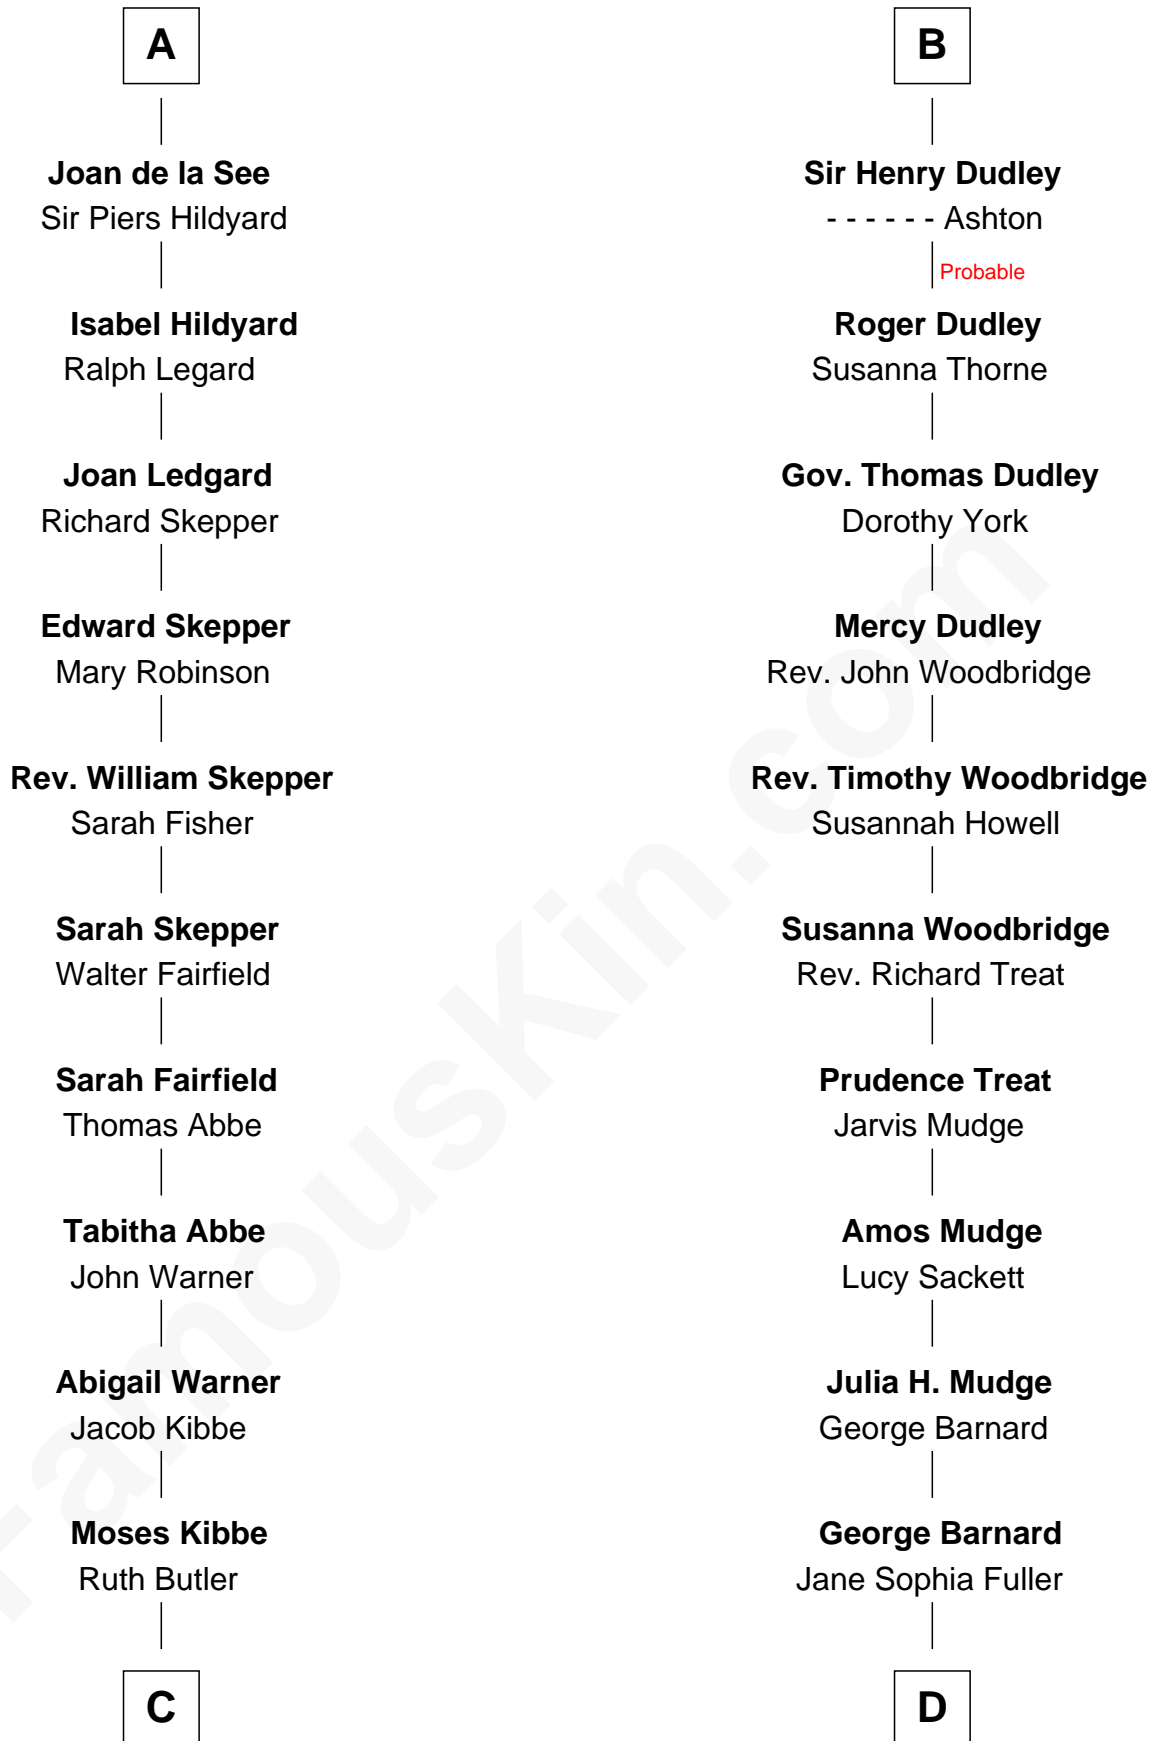 A
Joan de la See
Sir Piers Hildyard
Isabel Hildyard
Ralph Legard
Joan Ledgard
Richard Skepper
Edward Skepper
Mary Robinson
Rev. William Skepper
Sarah Fisher
Sarah Skepper
Walter Fairfield
Sarah Fairfield
Thomas Abbe
Tabitha Abbe
John Warner
Abigail Warner
Jacob Kibbe
Moses Kibbe
Ruth Butler
C
B
Sir Henry Dudley
- - - - - - Ashton
Probable
Roger Dudley
Susanna Thorne
Gov. Thomas Dudley
Dorothy York
Mercy Dudley
Rev. John Woodbridge
Rev. Timothy Woodbridge
Susannah Howell
Susanna Woodbridge
Rev. Richard Treat
Prudence Treat
Jarvis Mudge
Amos Mudge
Lucy Sackett
Julia H. Mudge
George Barnard
George Barnard
Jane Sophia Fuller
D
FamousKin.com